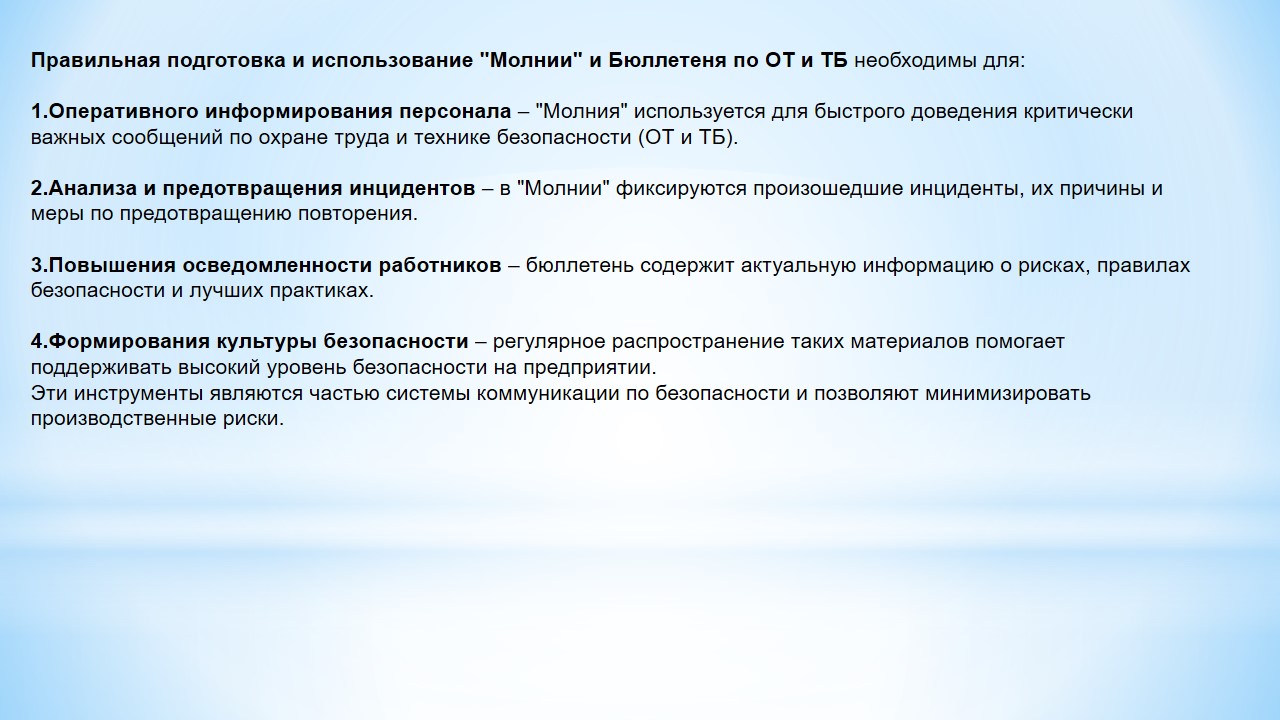 Правильная подготовка и использование "Молнии" и Бюллетеня по ОТ и ТБ необходимы для:
1.Оперативного информирования персонала – "Молния" используется для быстрого доведения критически
важных сообщений по охране труда и технике безопасности (ОТ и ТБ).
2.Анализа и предотвращения инцидентов – в "Молнии" фиксируются произошедшие инциденты, их причины и
меры по предотвращению повторения.
3.Повышения осведомленности работников – бюллетень содержит актуальную информацию о рисках, правилах
безопасности и лучших практиках.
4.Формирования культуры безопасности – регулярное распространение таких материалов помогает
поддерживать высокий уровень безопасности на предприятии.
Эти инструменты являются частью системы коммуникации по безопасности и позволяют минимизировать
производственные риски.